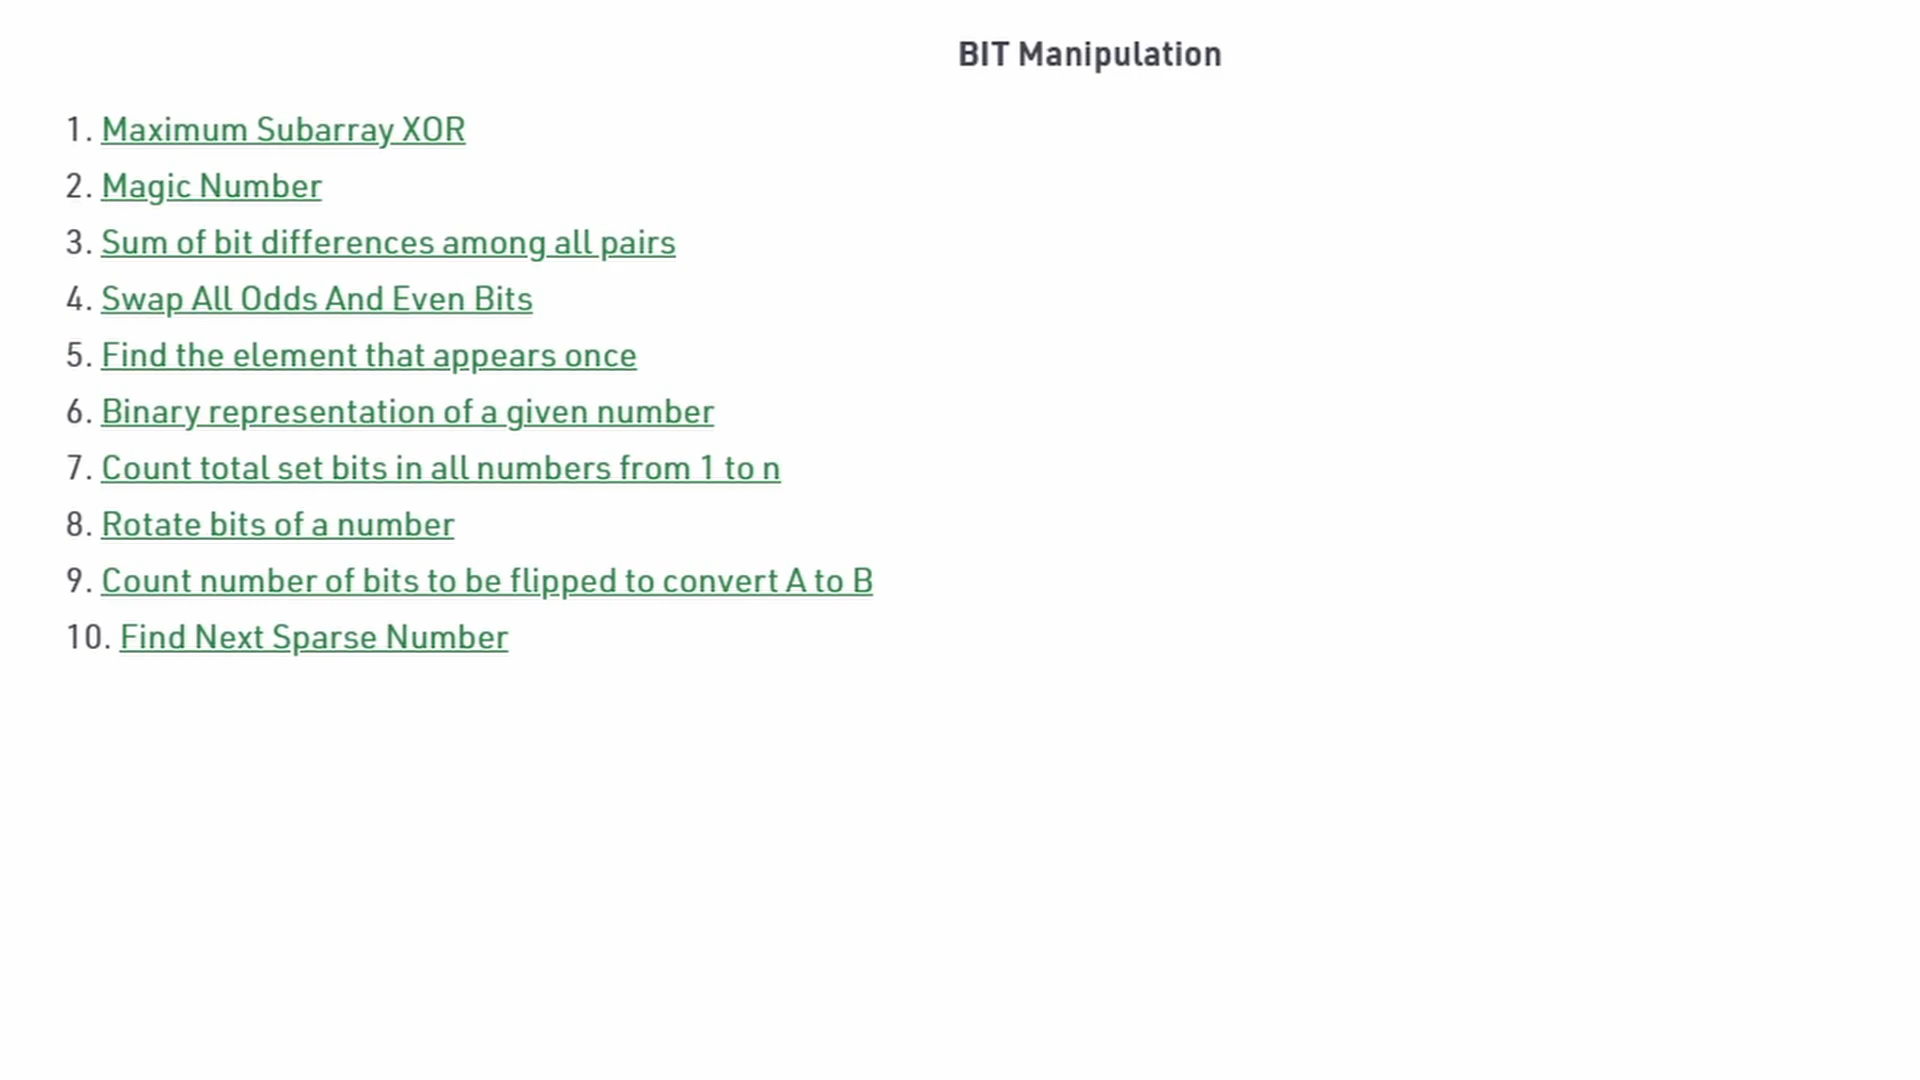 BIT Manipulation
1. Maximum Subarray XOR
2. Magic Number
3. Sum of bit differences among all pairs
4. Swap All Odds And Even Bits
5. Find the element that appears once
6. Binary representation of a given number
7. Count total set bits in all numbers from 1 to n
8. Rotate bits of a number
9. Count number of bits to be flipped to convert A to B
10. Find Next Sparse Number